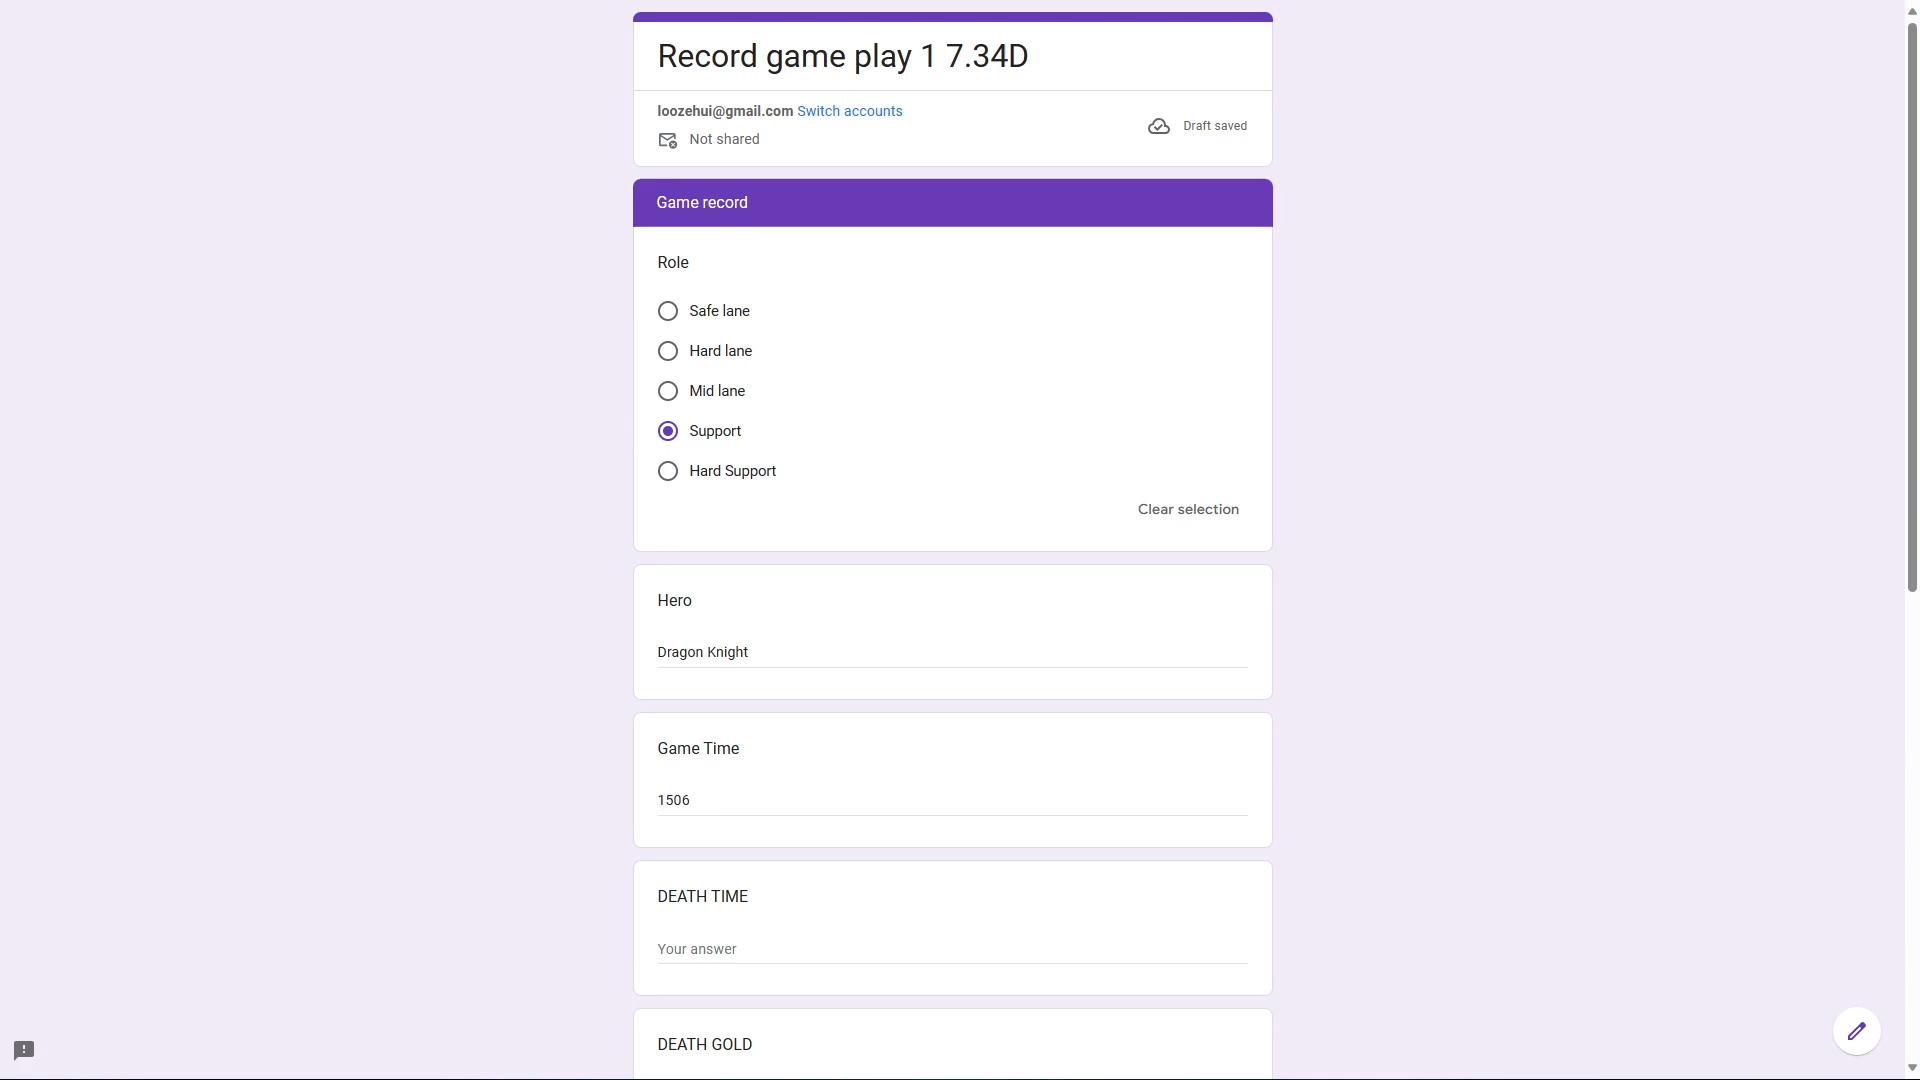 Record game play 1 7.34D
loozehui@gmail.com Switch accounts
Not shared
Draft saved
Game record
Role
Safe lane
Hard lane
Mid lane
Support
Hard Support
Clear selection
Hero
Dragon Knight
Game Time
1506
DEATH TIME
Your answer
DEATH GOLD